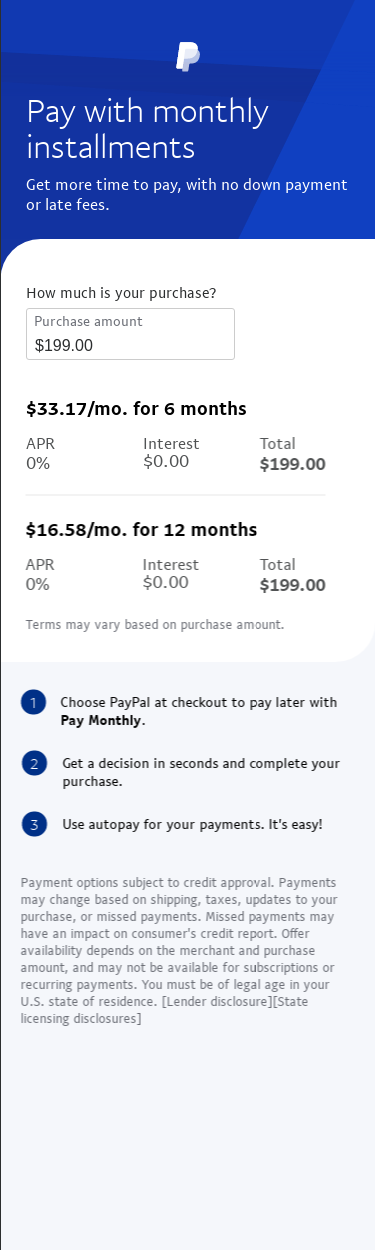 Pay with monthly
installments
Get more time to pay, with no down payment
or late fees.
How much is your purchase?
Purchase amount
$199.00
$33.17/mo. for 6 months
APR Interest Total
0% $0.00 $199.00
$16.58/mo. for 12 months
APR Interest Total
0% $0.00 $199.00
Terms may vary based on purchase amount.
1 Choose PayPal at checkout to pay later with
Pay Monthly.
2 Get a decision in seconds and complete your
purchase.
3 Use autopay for your payments. It's easy!
Payment options subject to credit approval. Payments
may change based on shipping, taxes, updates to your
purchase, or missed payments. Missed payments may
have an impact on consumer's credit report. Offer
availability depends on the merchant and purchase
amount, and may not be available for subscriptions or
recurring payments. You must be of legal age in your
U.S. state of residence. [Lender disclosure][State
licensing disclosures]